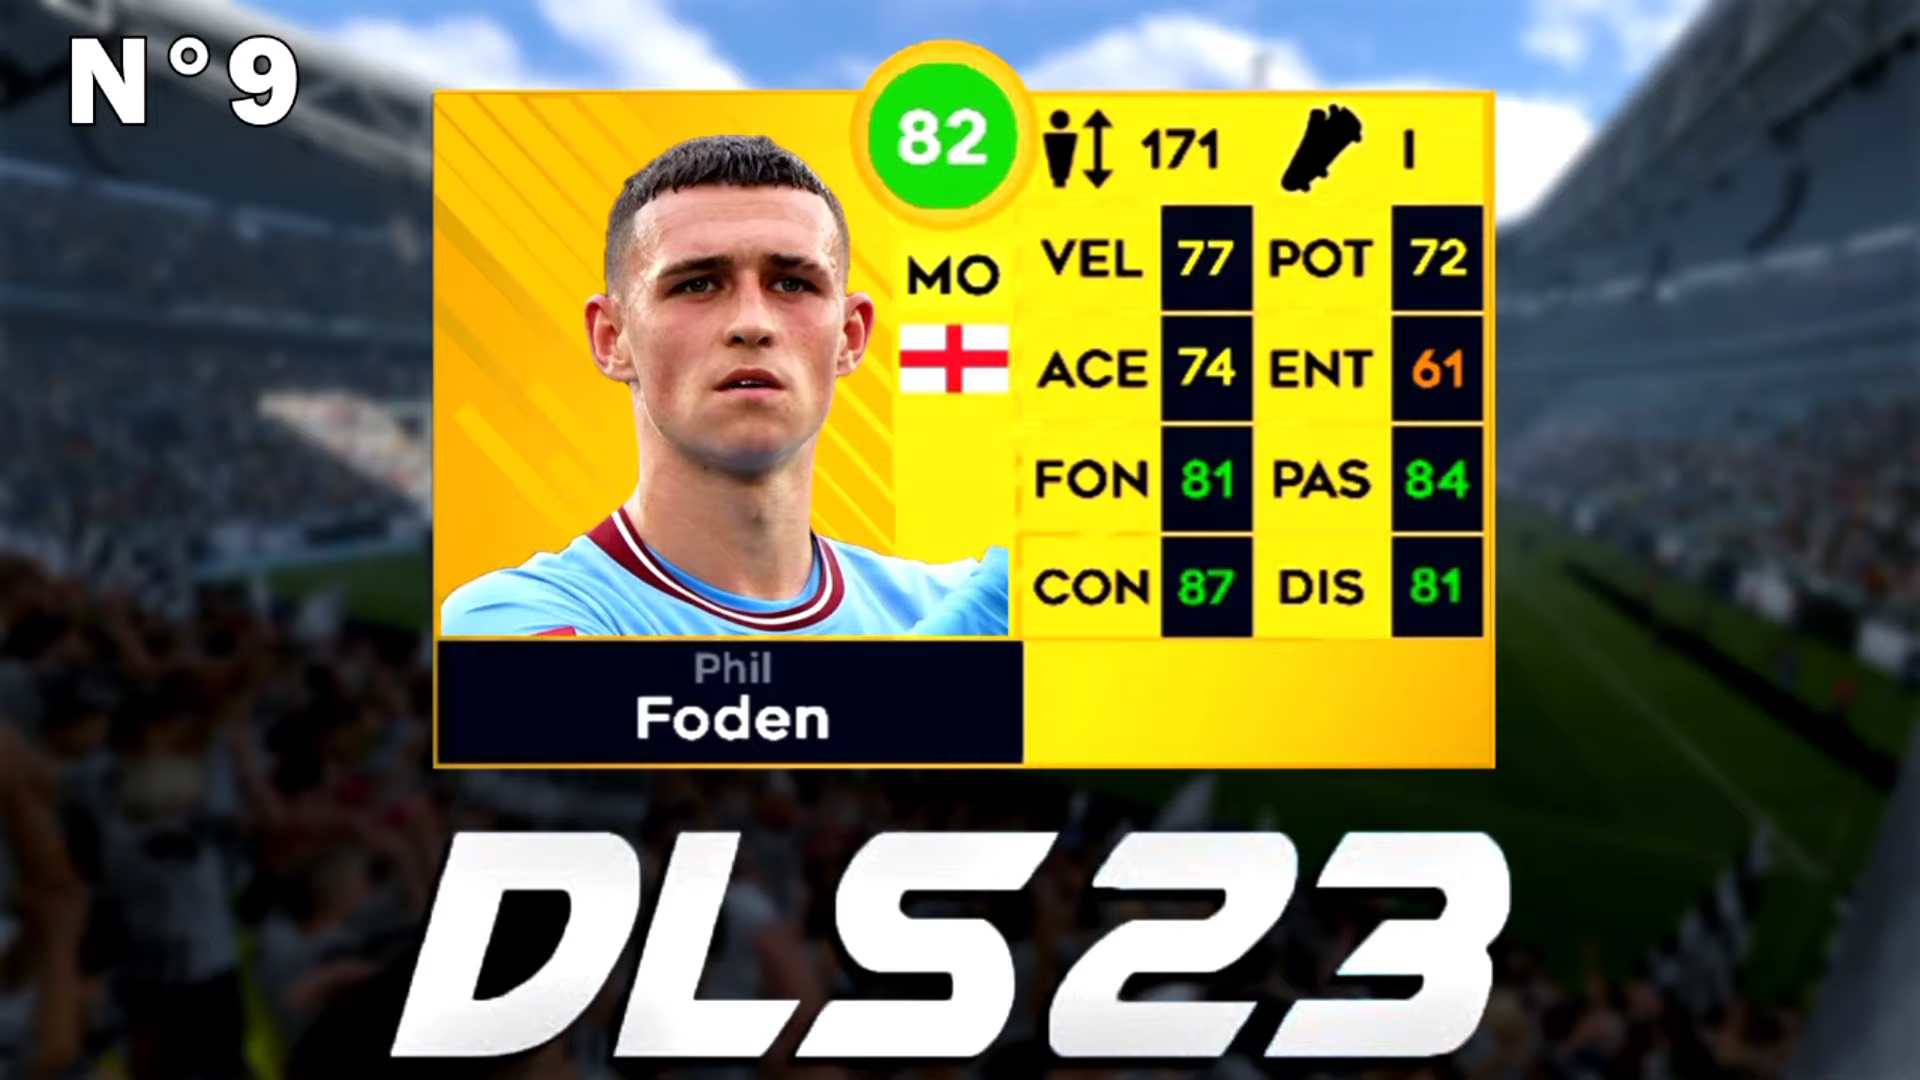 N°9
82
171 I
MO
VEL 77 POT 72
ACE 74 ENT 61
FON 81 PAS 84
CON 87 DIS 81
Phil
Foden
DLS23